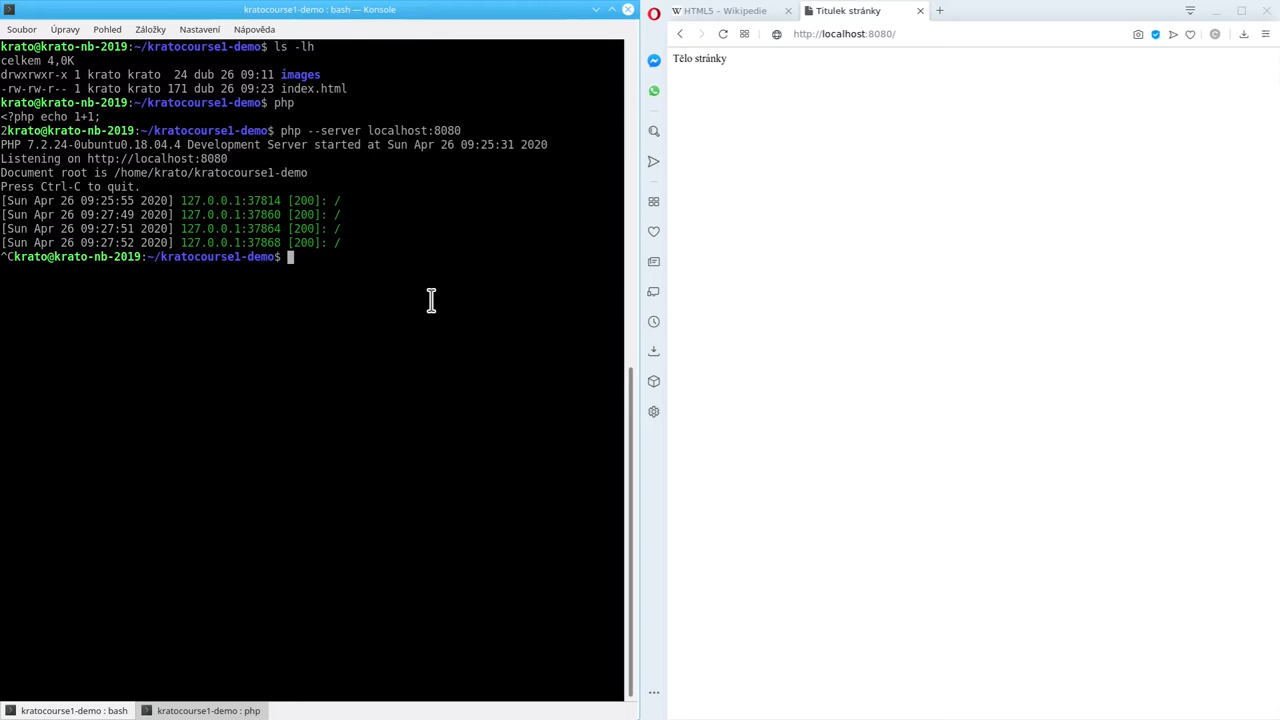 kratocourse1-demo : bash — Konsole
Soubor Úpravy Pohled Záložky Nastavení Nápověda
krato@krato-nb-2019:~/kratocourse1-demo$ ls -lh
celkem 4,0K
drwxrwxr-x 1 krato krato  24 dub 26 09:11 images
-rw-rw-r-- 1 krato krato 171 dub 26 09:23 index.html
krato@krato-nb-2019:~/kratocourse1-demo$ php
<?php echo 1+1;
2krato@krato-nb-2019:~/kratocourse1-demo$ php --server localhost:8080
PHP 7.2.24-0ubuntu0.18.04.4 Development Server started at Sun Apr 26 09:25:31 2020
Listening on http://localhost:8080
Document root is /home/krato/kratocourse1-demo
Press Ctrl-C to quit.
[Sun Apr 26 09:25:55 2020] 127.0.0.1:37814 [200]: /
[Sun Apr 26 09:27:49 2020] 127.0.0.1:37860 [200]: /
[Sun Apr 26 09:27:51 2020] 127.0.0.1:37864 [200]: /
[Sun Apr 26 09:27:52 2020] 127.0.0.1:37868 [200]: /
^Ckrato@krato-nb-2019:~/kratocourse1-demo$
kratocourse1-demo : bash
kratocourse1-demo : php
W HTML5 – Wikipedie
Titulek stránky
http://localhost:8080/
Tělo stránky